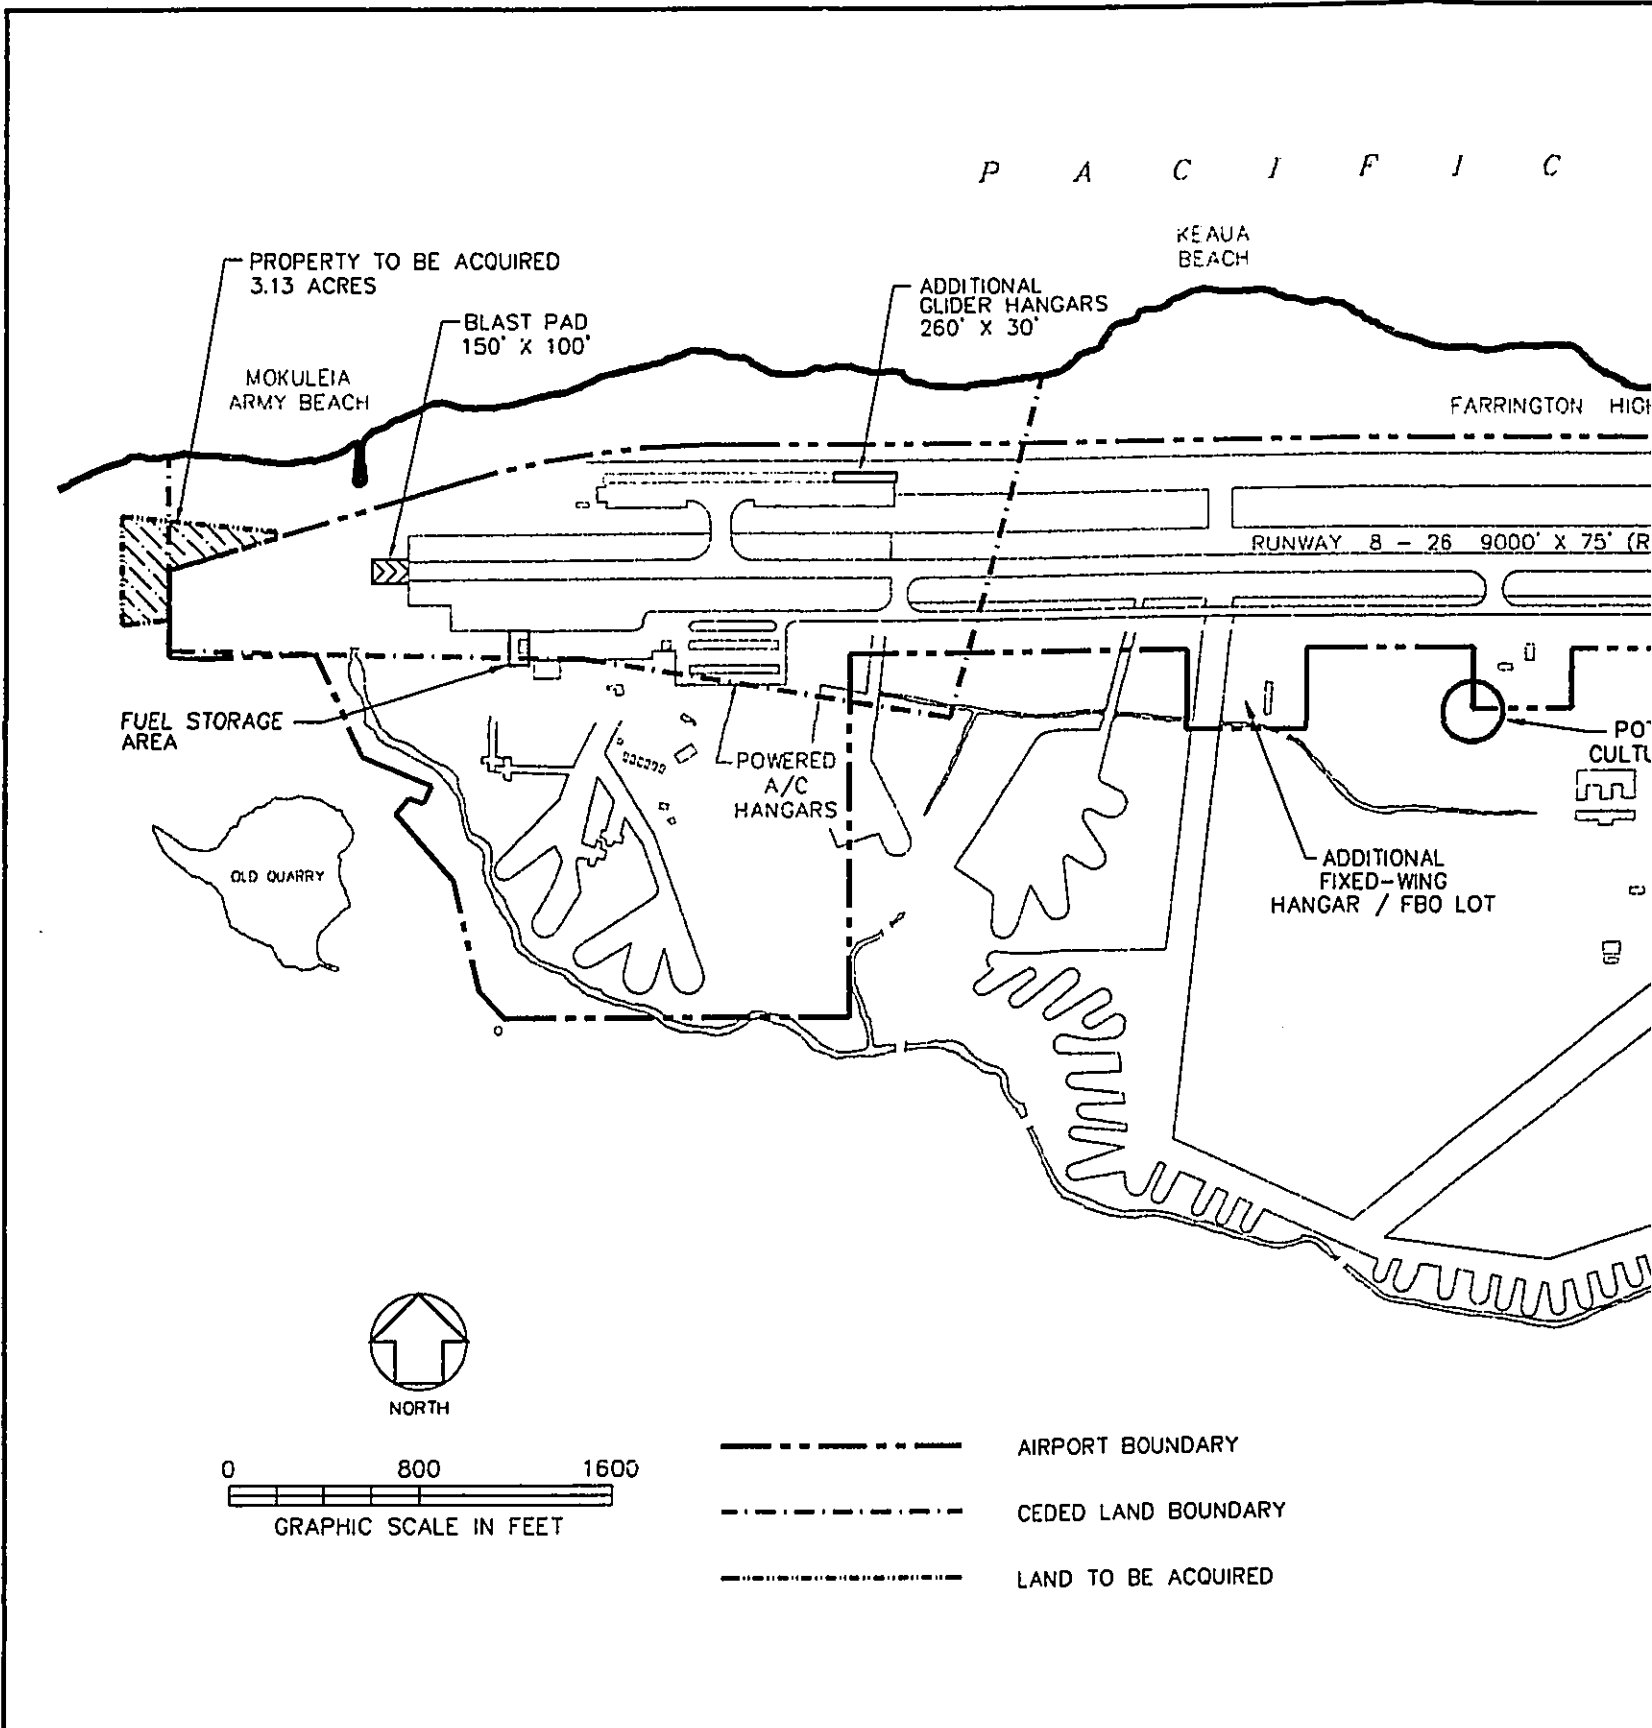 P A C I F I C
KEAUA
BEACH
PROPERTY TO BE ACQUIRED
3.13 ACRES
ADDITIONAL
GLIDER HANGARS
260' X 30'
BLAST PAD
150' X 100'
MOKULEIA
ARMY BEACH
FARRINGTON HIGH
RUNWAY 8 - 26 9000' X 75' (R
FUEL STORAGE
AREA
POWERED
A/C
HANGARS
POT
CULTU
OLD QUARRY
ADDITIONAL
FIXED-WING
HANGAR / FBO LOT
NORTH
0 800 1600
GRAPHIC SCALE IN FEET
AIRPORT BOUNDARY
CEDED LAND BOUNDARY
LAND TO BE ACQUIRED